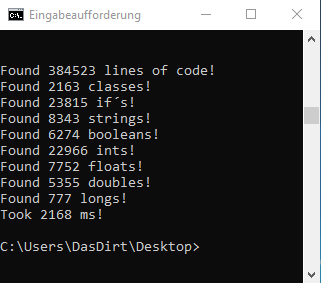 Eingabeaufforderung
Found 384523 lines of code!
Found 2163 classes!
Found 23815 if´s!
Found 8343 strings!
Found 6274 booleans!
Found 22966 ints!
Found 7752 floats!
Found 5355 doubles!
Found 777 longs!
Took 2168 ms!
C:\Users\DasDirt\Desktop>